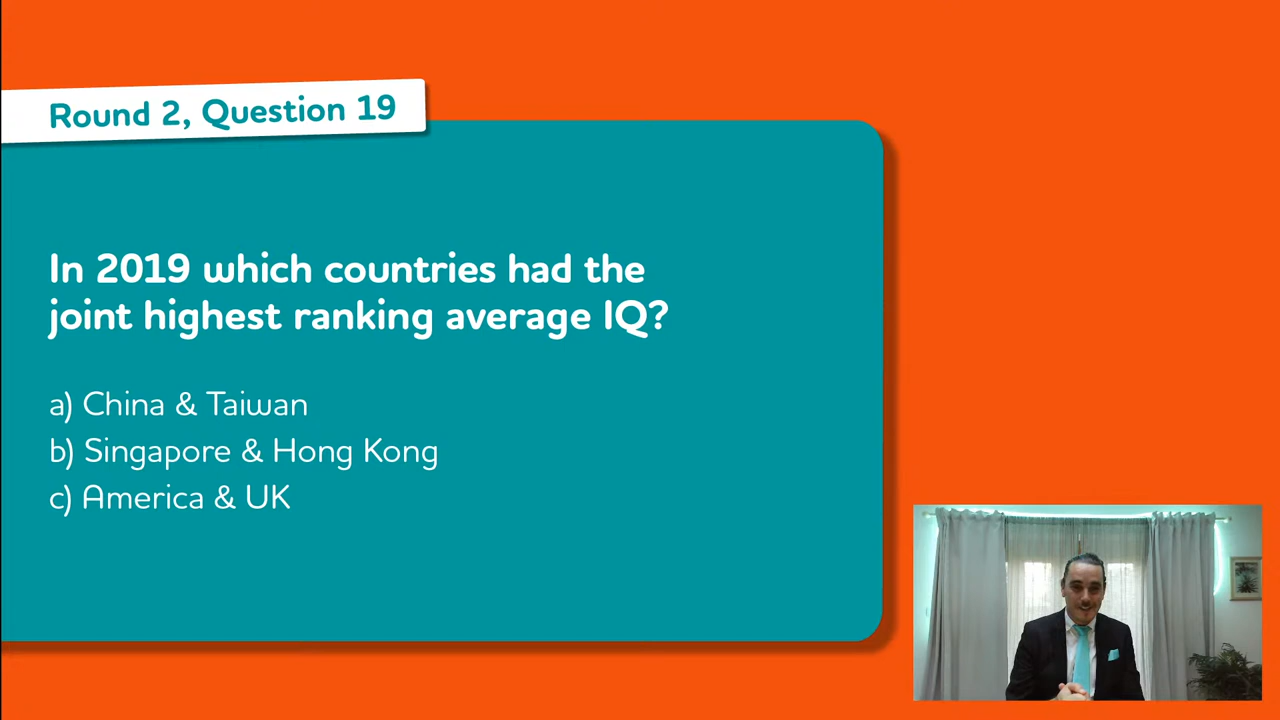 Round 2, Question 19
In 2019 which countries had the
joint highest ranking average IQ?
a) China & Taiwan
b) Singapore & Hong Kong
c) America & UK